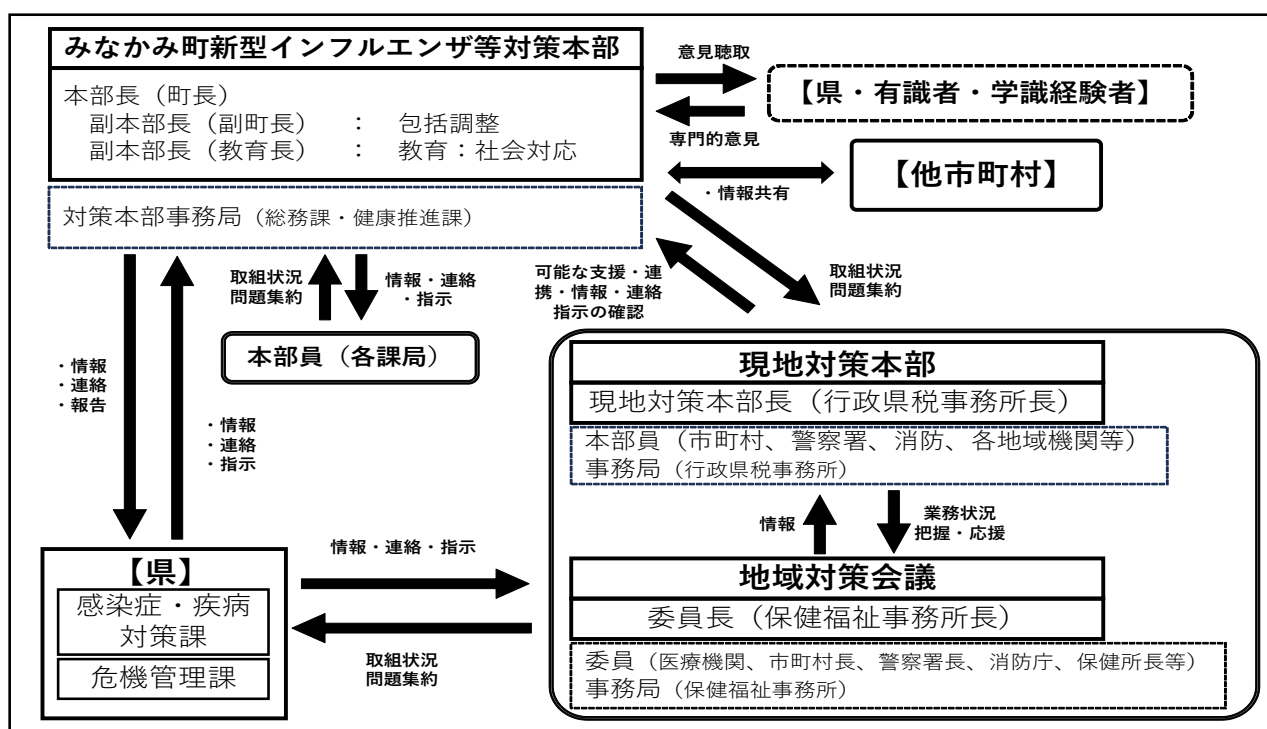 みなかみ町新型インフルエンザ等対策本部
本部長（町長）
副本部長（副町長）　：　包括調整
副本部長（教育長）　：　教育：社会対応
対策本部事務局（総務課・健康推進課）
意見聴取
【県・有識者・学識経験者】
専門的意見
【他市町村】
・情報共有
取組状況
問題集約
情報・連絡
・指示
可能な支援・連
携・情報・連絡
指示の確認
取組状況
問題集約
本部員（各課局）
・情報
・連絡
・報告
・情報
・連絡
・指示
現地対策本部
現地対策本部長（行政県税事務所長）
本部員（市町村、警察署、消防、各地域機関等）
事務局（行政県税事務所）
情報
業務状況
把握・応援
地域対策会議
委員長（保健福祉事務所長）
委員（医療機関、市町村長、警察署長、消防庁、保健所長等）
事務局（保健福祉事務所）
【県】
感染症・疾病
対策課
危機管理課
情報・連絡・指示
取組状況
問題集約